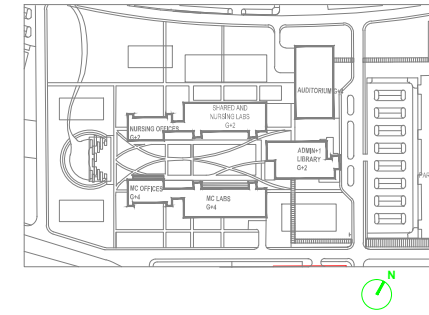 SHARED AND
NURSING LABS
G+2
AUDITORIUM G+2
NURSING OFFICES
G+2
ADMIN+1
LIBRARY
G+2
MC OFFICES
G+4
MC LABS
G+4
N